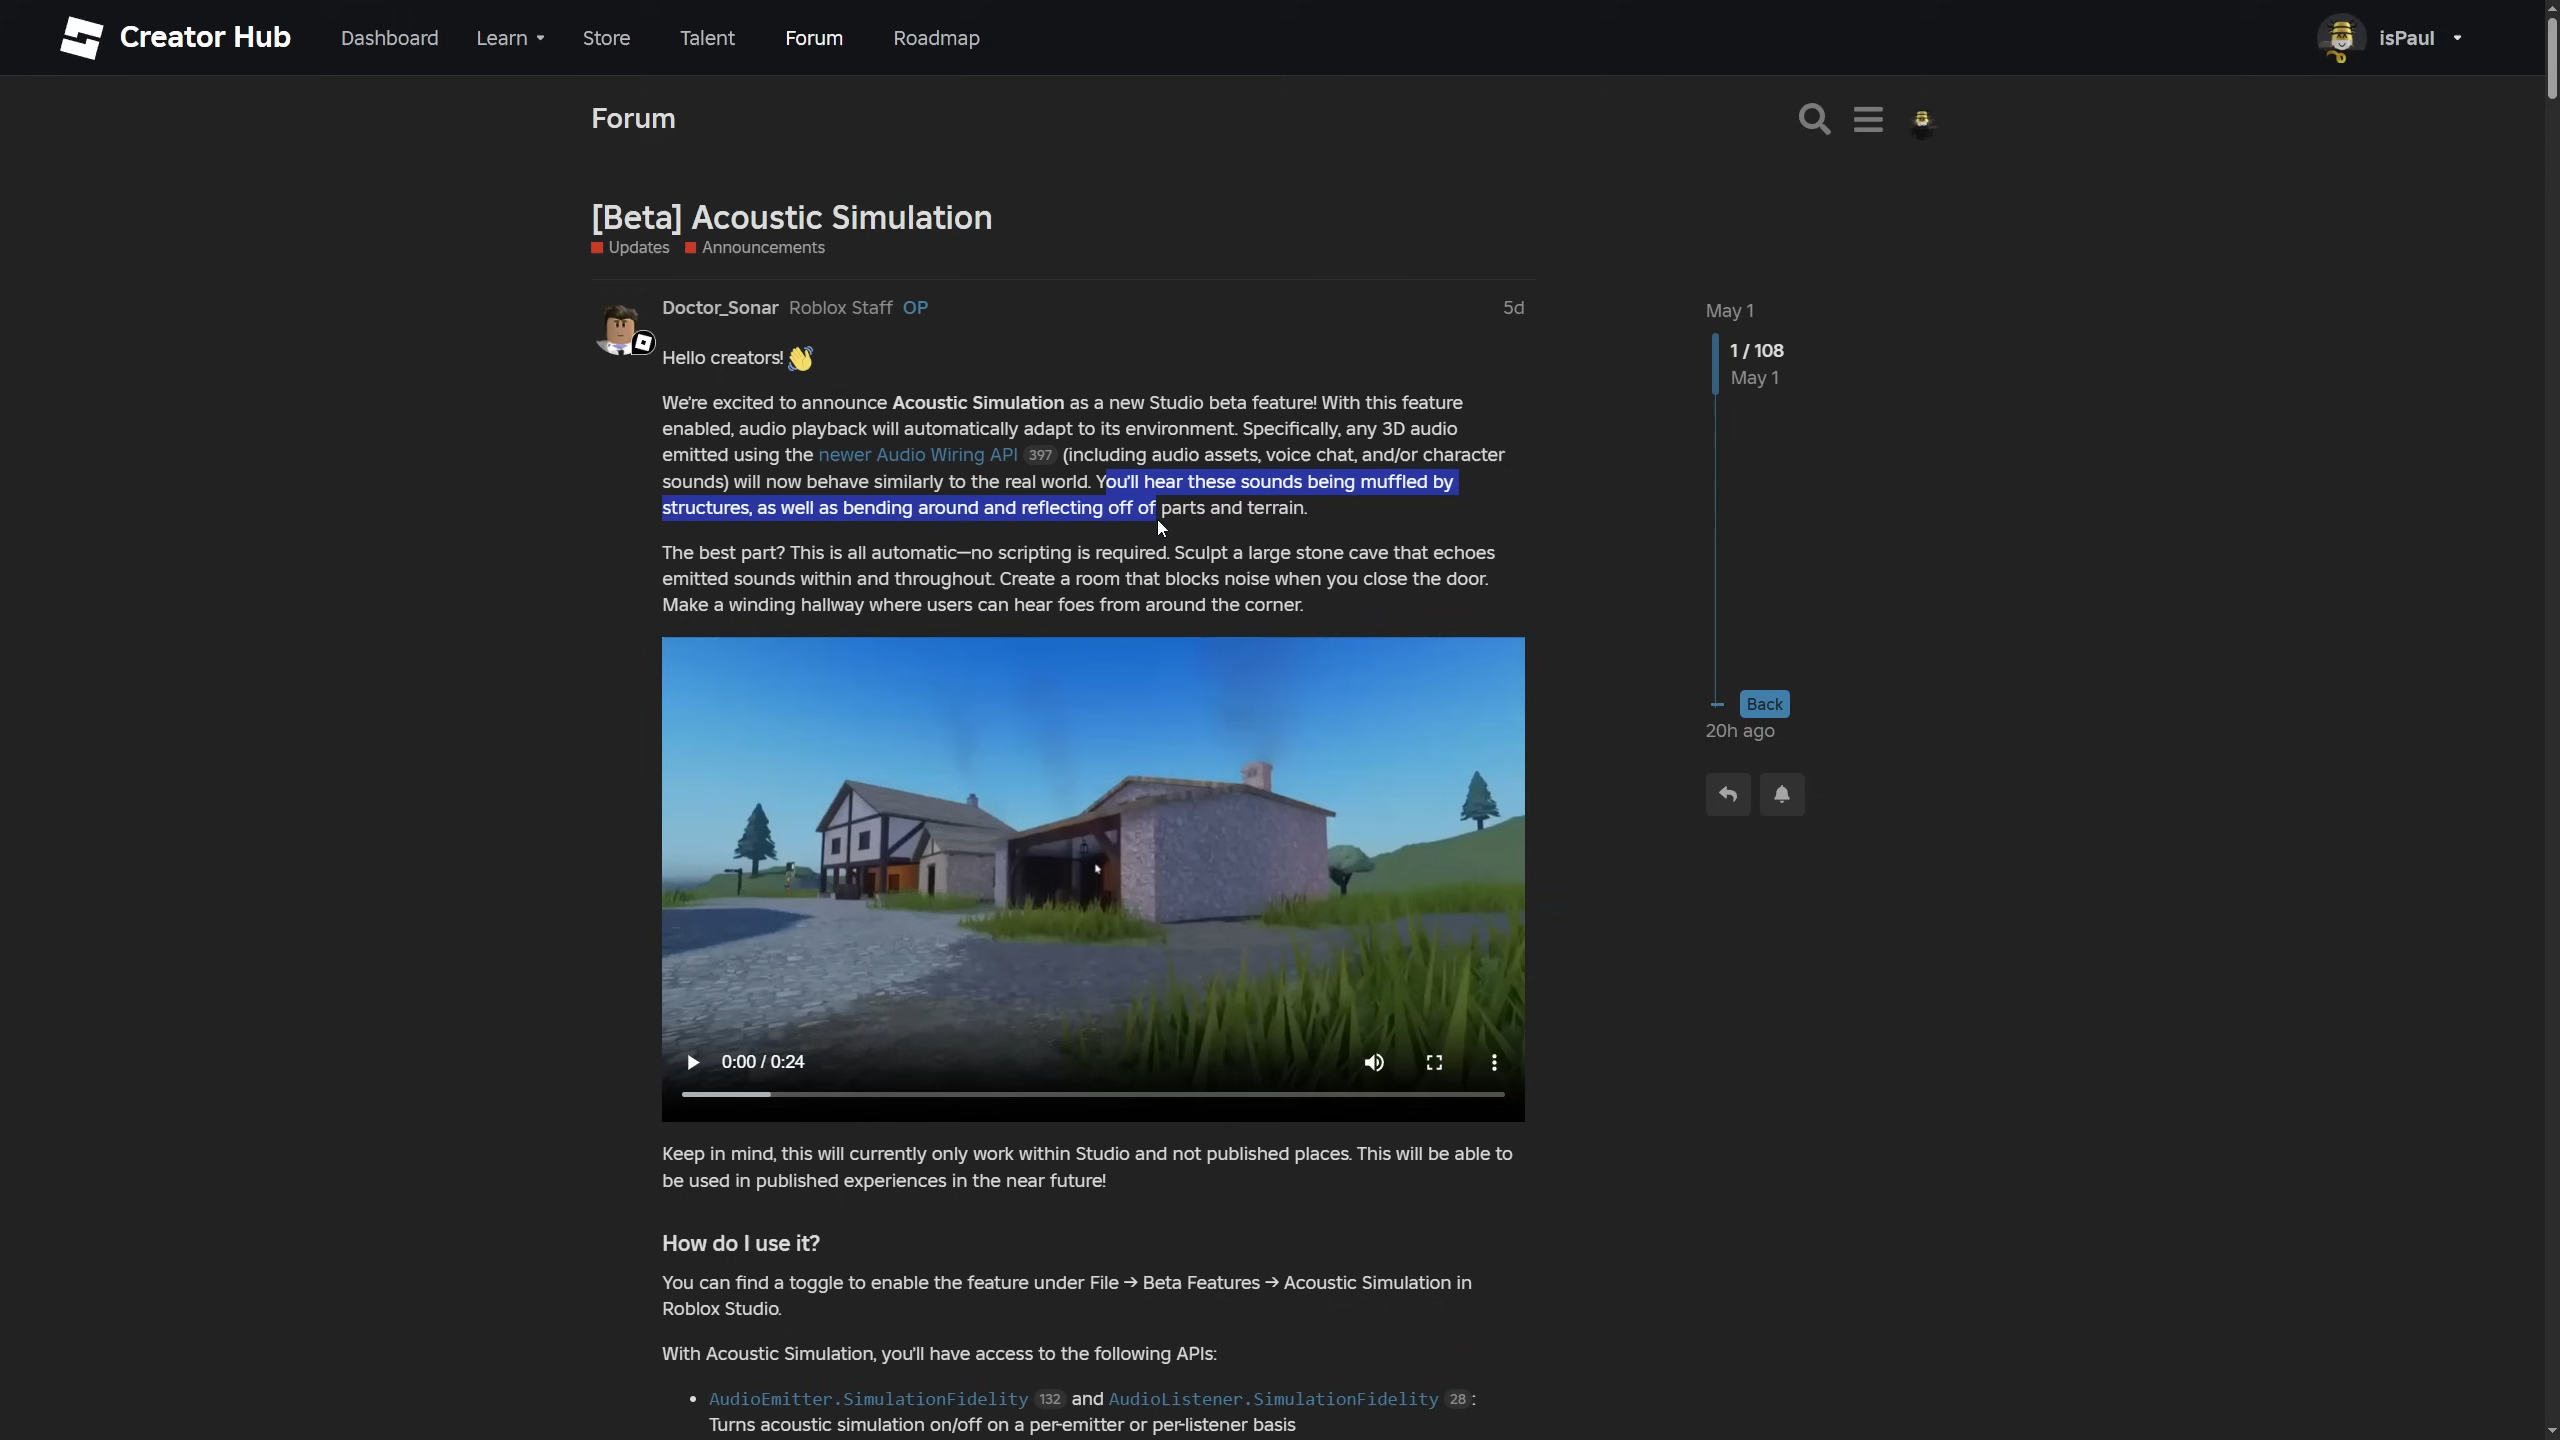 Creator Hub Dashboard Learn Store Talent Forum Roadmap isPaul
Forum
[Beta] Acoustic Simulation
Updates Announcements
Doctor_Sonar Roblox Staff OP 5d
Hello creators!
We're excited to announce Acoustic Simulation as a new Studio beta feature! With this feature
enabled, audio playback will automatically adapt to its environment. Specifically, any 3D audio
emitted using the newer Audio Wiring API 397 (including audio assets, voice chat, and/or character
sounds) will now behave similarly to the real world. You'll hear these sounds being muffled by
structures, as well as bending around and reflecting off of parts and terrain.
The best part? This is all automatic—no scripting is required. Sculpt a large stone cave that echoes
emitted sounds within and throughout. Create a room that blocks noise when you close the door.
Make a winding hallway where users can hear foes from around the corner.
0:00 / 0:24
Keep in mind, this will currently only work within Studio and not published places. This will be able to
be used in published experiences in the near future!
How do I use it?
You can find a toggle to enable the feature under File → Beta Features → Acoustic Simulation in
Roblox Studio.
With Acoustic Simulation, you'll have access to the following APIs:
• AudioEmitter.SimulationFidelity 132 and AudioListener.SimulationFidelity 28 :
Turns acoustic simulation on/off on a per-emitter or per-listener basis
May 1
1 / 108
May 1
Back
20h ago